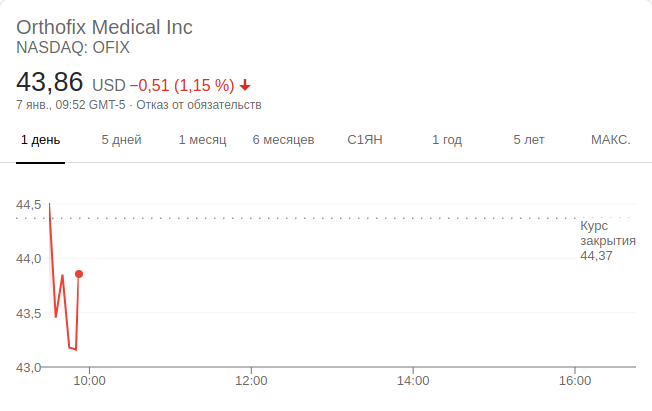 Orthofix Medical Inc
NASDAQ: OFIX
43,86 USD −0,51 (1,15 %)
7 янв., 09:52 GMT-5 · Отказ от обязательств
1 день 5 дней 1 месяц 6 месяцев С1ЯН 1 год 5 лет МАКС.
44,5
Курс
закрытия
44,37
44,0
43,5
43,0
10:00 12:00 14:00 16:00